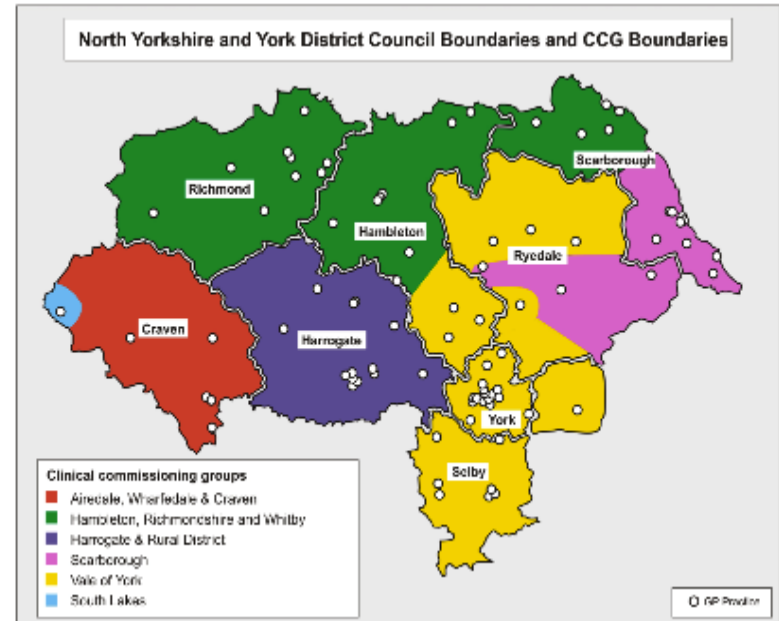 North Yorkshire and York District Council Boundaries and CCG Boundaries
Scarborough
Richmond
Hambleton
Ryedale
Craven
Harrogate
York
Selby
Clinical commissioning groups
Airedale, Wharfedale & Craven
Hambleton, Richmondshire and Whitby
Harrogate & Rural District
Scarborough
Vale of York
South Lakes
GP Practice